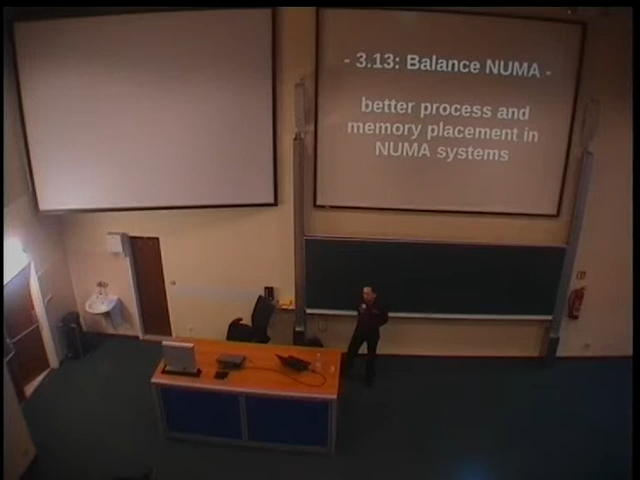 - 3.13: Balance NUMA -
better process and
memory placement in
NUMA systems